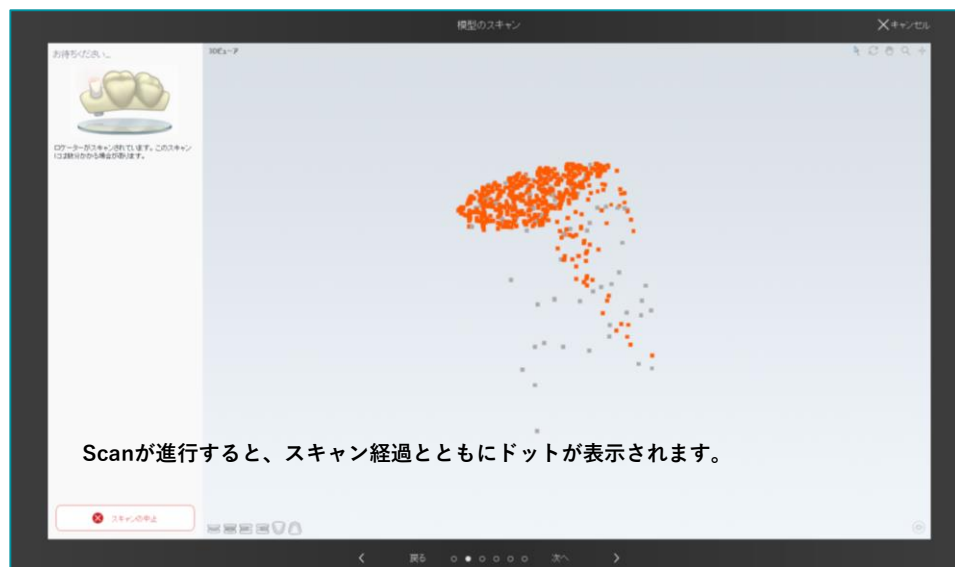 模型のスキャン
キャンセル
お待ちください...
3Dビューア
ロケーターがスキャンされています。このスキャン
には数分かかる場合があります。
Scanが進行すると、スキャン経過とともにドットが表示されます。
スキャンの中止
戻る
次へ